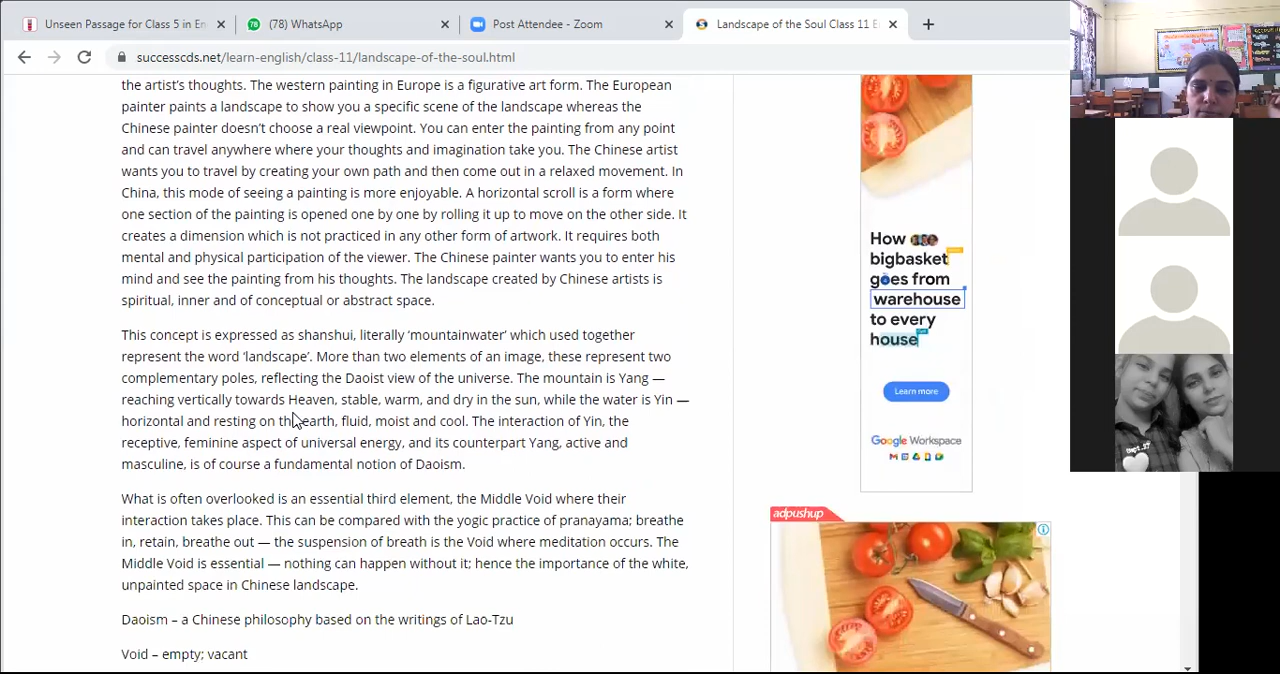 Unseen Passage for Class 5 in En
(78) WhatsApp
Post Attendee - Zoom
Landscape of the Soul Class 11 E
successcds.net/learn-english/class-11/landscape-of-the-soul.html
the artist's thoughts. The western painting in Europe is a figurative art form. The European
painter paints a landscape to show you a specific scene of the landscape whereas the
Chinese painter doesn't choose a real viewpoint. You can enter the painting from any point
and can travel anywhere where your thoughts and imagination take you. The Chinese artist
wants you to travel by creating your own path and then come out in a relaxed movement. In
China, this mode of seeing a painting is more enjoyable. A horizontal scroll is a form where
one section of the painting is opened one by one by rolling it up to move on the other side. It
creates a dimension which is not practiced in any other form of artwork. It requires both
mental and physical participation of the viewer. The Chinese painter wants you to enter his
mind and see the painting from his thoughts. The landscape created by Chinese artists is
spiritual, inner and of conceptual or abstract space.
This concept is expressed as shanshui, literally 'mountainwater' which used together
represent the word 'landscape'. More than two elements of an image, these represent two
complementary poles, reflecting the Daoist view of the universe. The mountain is Yang —
reaching vertically towards Heaven, stable, warm, and dry in the sun, while the water is Yin —
horizontal and resting on the earth, fluid, moist and cool. The interaction of Yin, the
receptive, feminine aspect of universal energy, and its counterpart Yang, active and
masculine, is of course a fundamental notion of Daoism.
What is often overlooked is an essential third element, the Middle Void where their
interaction takes place. This can be compared with the yogic practice of pranayama; breathe
in, retain, breathe out — the suspension of breath is the Void where meditation occurs. The
Middle Void is essential — nothing can happen without it; hence the importance of the white,
unpainted space in Chinese landscape.
Daoism – a Chinese philosophy based on the writings of Lao-Tzu
Void – empty; vacant
How
bigbasket
goes from
warehouse
to every
house
Learn more
Google Workspace
adpushup